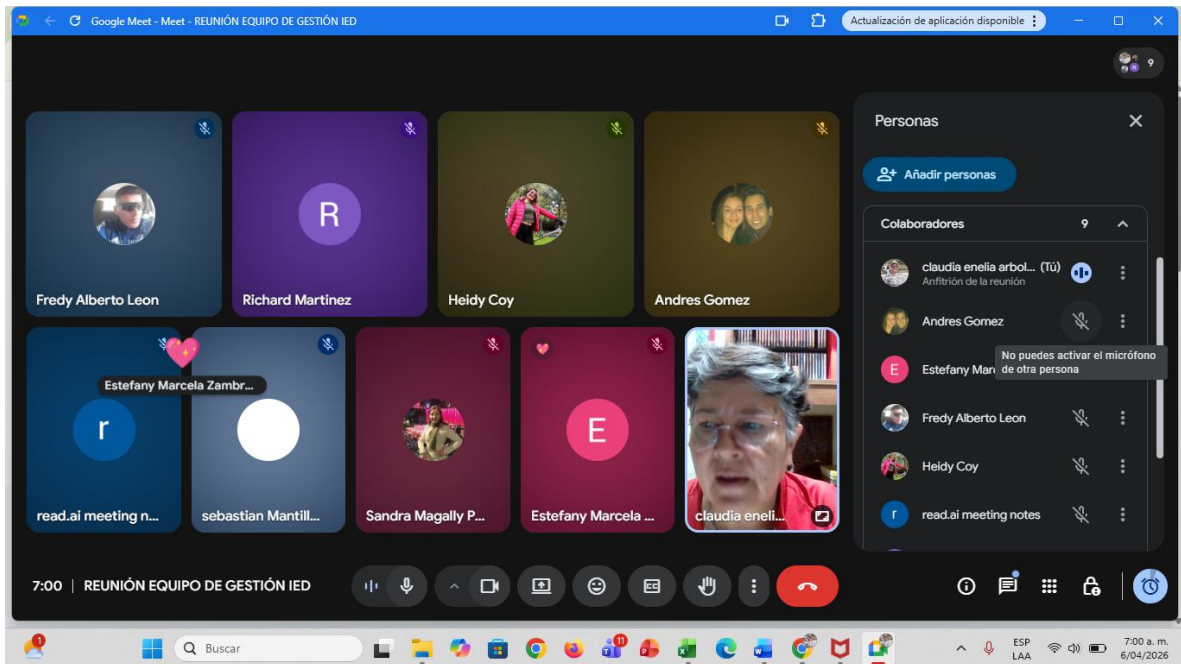 Google Meet - Meet - REUNIÓN EQUIPO DE GESTIÓN IED
Actualización de aplicación disponible
9
Fredy Alberto Leon
R
Richard Martinez
Heidy Coy
Andres Gomez
Estefany Marcela Zambr...
r
read.ai meeting n...
sebastian Mantill...
Sandra Magally P...
E
Estefany Marcela ...
claudia eneli...
Personas
Añadir personas
Colaboradores 9
claudia enelia arbol... (Tú)
Anfitrión de la reunión
Andres Gomez
No puedes activar el micrófono
de otra persona
E Estefany Mar
Fredy Alberto Leon
Heidy Coy
r read.ai meeting notes
7:00 | REUNIÓN EQUIPO DE GESTIÓN IED
CC
1
Buscar
ESP
LAA
7:00 a. m.
6/04/2026